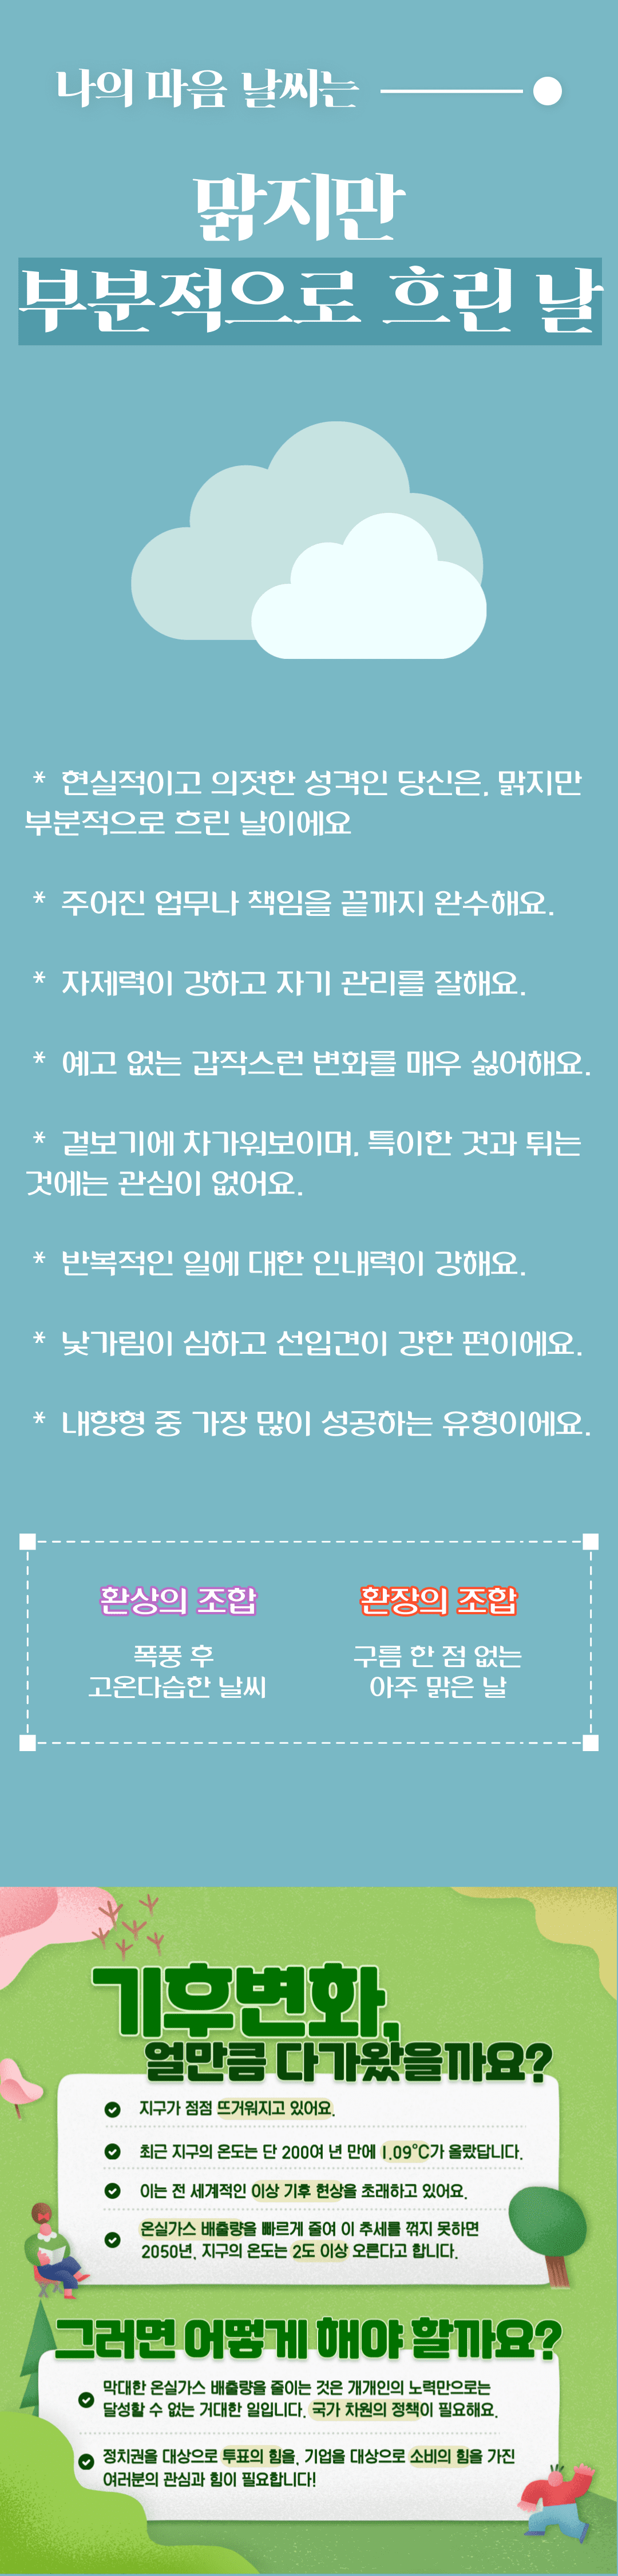 나의 마음 날씨는
맑지만
부분적으로 흐린 날
* 현실적이고 의젓한 성격인 당신은, 맑지만
부분적으로 흐린 날이에요
* 주어진 업무나 책임을 끝까지 완수해요.
* 자제력이 강하고 자기 관리를 잘해요.
* 예고 없는 갑작스런 변화를 매우 싫어해요.
* 겉보기에 차가워보이며, 특이한 것과 튀는
것에는 관심이 없어요.
* 반복적인 일에 대한 인내력이 강해요.
* 낯가림이 심하고 선입견이 강한 편이에요.
* 내향형 중 가장 많이 성공하는 유형이에요.
환상의 조합
폭풍 후
고온다습한 날씨
환장의 조합
구름 한 점 없는
아주 맑은 날
기후변화,
얼만큼 다가왔을까요?
지구가 점점 뜨거워지고 있어요.
최근 지구의 온도는 단 200여 년 만에 1.09℃가 올랐답니다.
이는 전 세계적인 이상 기후 현상을 초래하고 있어요.
온실가스 배출량을 빠르게 줄여 이 추세를 꺾지 못하면
2050년, 지구의 온도는 2도 이상 오른다고 합니다.
그러면 어떻게 해야 할까요?
막대한 온실가스 배출량을 줄이는 것은 개개인의 노력만으로는
달성할 수 없는 거대한 일입니다. 국가 차원의 정책이 필요해요.
정치권을 대상으로 투표의 힘을, 기업을 대상으로 소비의 힘을 가진
여러분의 관심과 힘이 필요합니다!